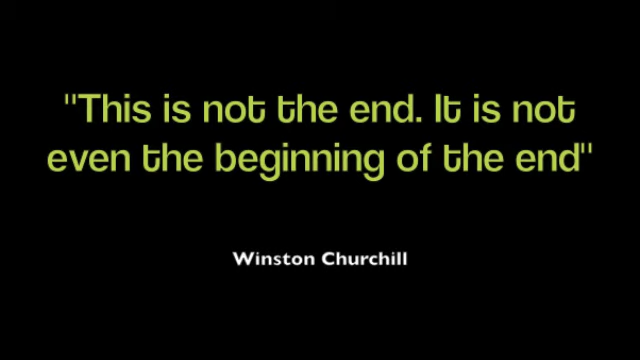 "This is not the end. It is not
even the beginning of the end"
Winston Churchill